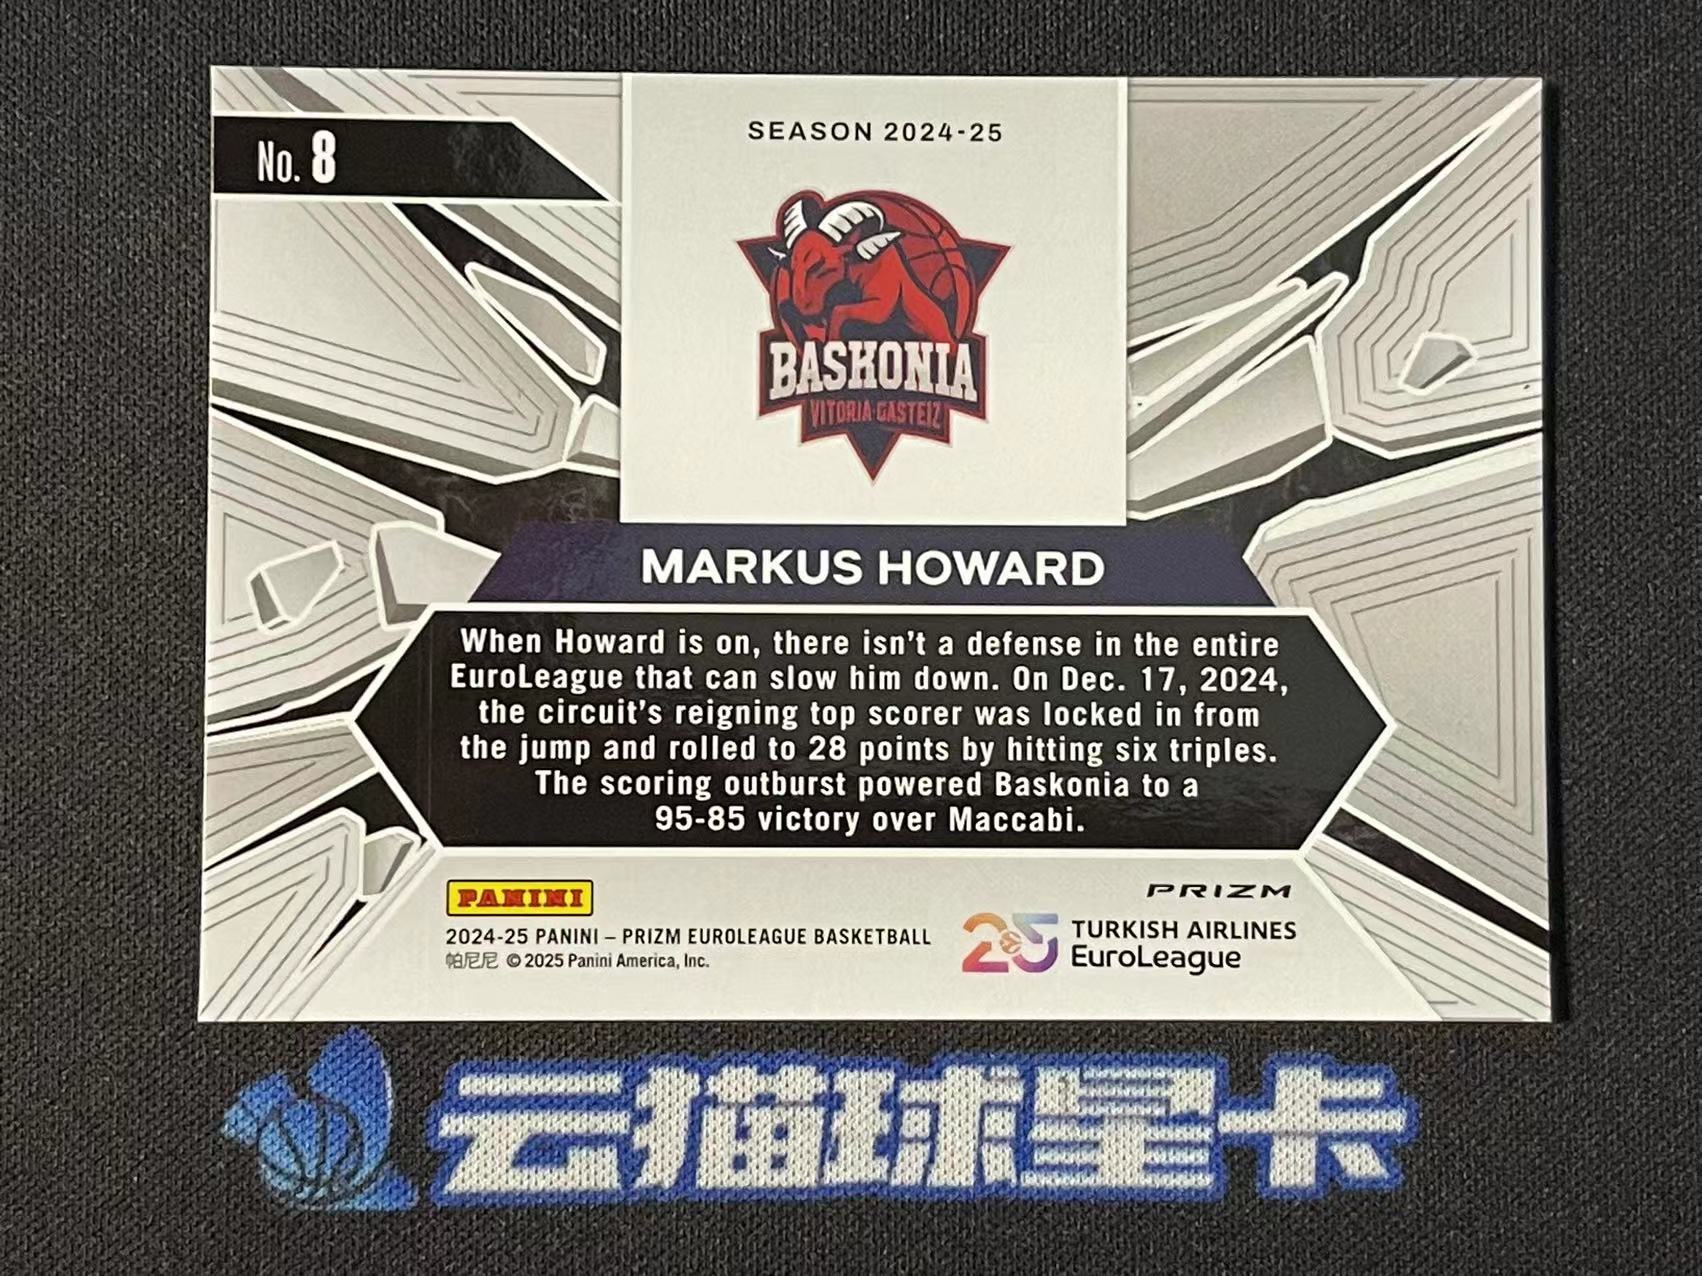 No. 8
SEASON 2024-25
BASKONIA
VITORIA-GASTEIZ
MARKUS HOWARD
When Howard is on, there isn't a defense in the entire
EuroLeague that can slow him down. On Dec. 17, 2024,
the circuit's reigning top scorer was locked in from
the jump and rolled to 28 points by hitting six triples.
The scoring outburst powered Baskonia to a
95-85 victory over Maccabi.
PANINI
2024-25 PANINI – PRIZM EUROLEAGUE BASKETBALL
帕尼尼 © 2025 Panini America, Inc.
PRIZM
25
TURKISH AIRLINES
EuroLeague
云猫球星卡